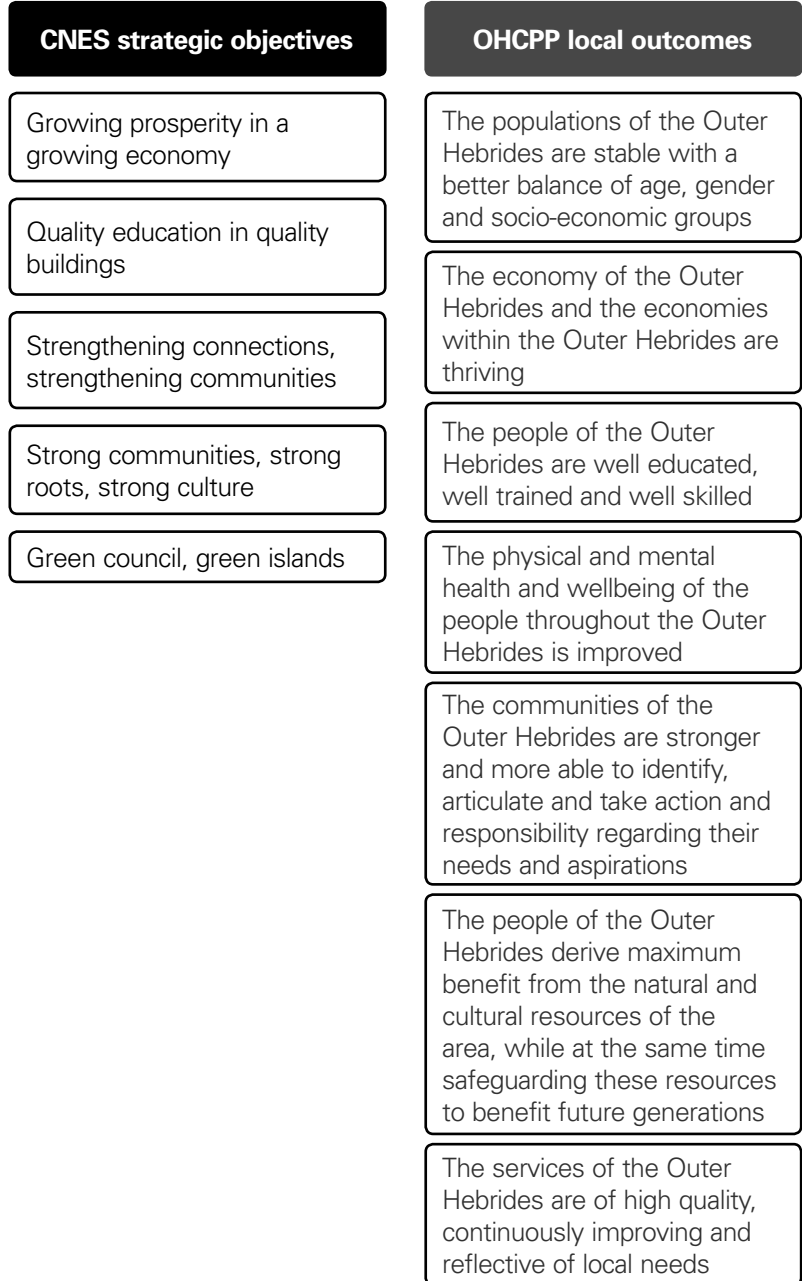 CNES strategic objectives
Growing prosperity in a
growing economy
Quality education in quality
buildings
Strengthening connections,
strengthening communities
Strong communities, strong
roots, strong culture
Green council, green islands
OHCPP local outcomes
The populations of the Outer
Hebrides are stable with a
better balance of age, gender
and socio-economic groups
The economy of the Outer
Hebrides and the economies
within the Outer Hebrides are
thriving
The people of the Outer
Hebrides are well educated,
well trained and well skilled
The physical and mental
health and wellbeing of the
people throughout the Outer
Hebrides is improved
The communities of the
Outer Hebrides are stronger
and more able to identify,
articulate and take action and
responsibility regarding their
needs and aspirations
The people of the Outer
Hebrides derive maximum
benefit from the natural and
cultural resources of the
area, while at the same time
safeguarding these resources
to benefit future generations
The services of the Outer
Hebrides are of high quality,
continuously improving and
reflective of local needs